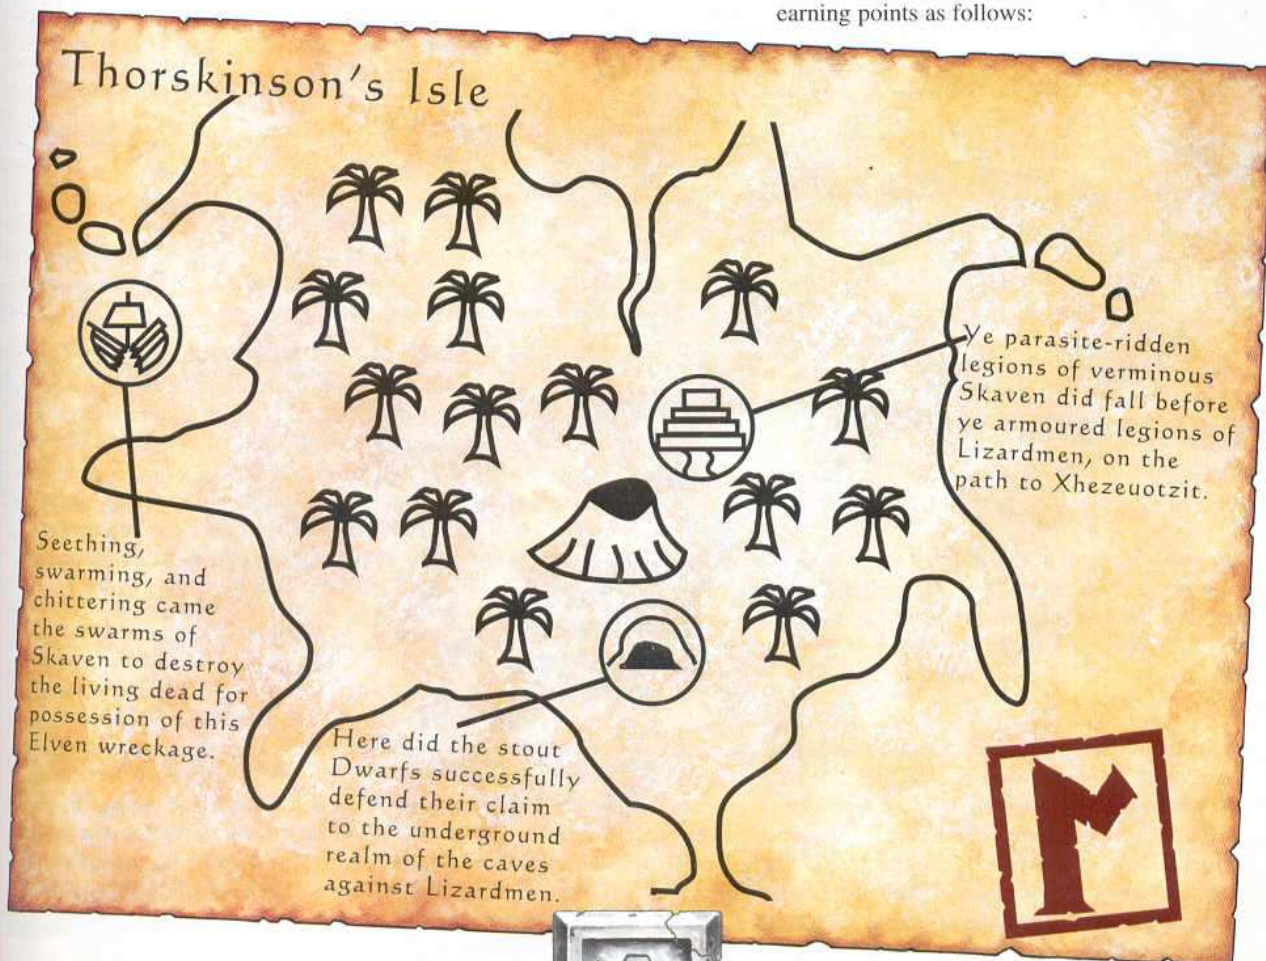 earning points as follows:
Thorskinson's Isle
Ye parasite-ridden
legions of verminous
Skaven did fall before
ye armoured legions of
Lizardmen, on the
path to Xhezeuotzit.
Seething,
swarming, and
chittering came
the swarms of
Skaven to destroy
the living dead for
possession of this
Elven wreckage.
Here did the stout
Dwarfs successfully
defend their claim
to the underground
realm of the caves
against Lizardmen.